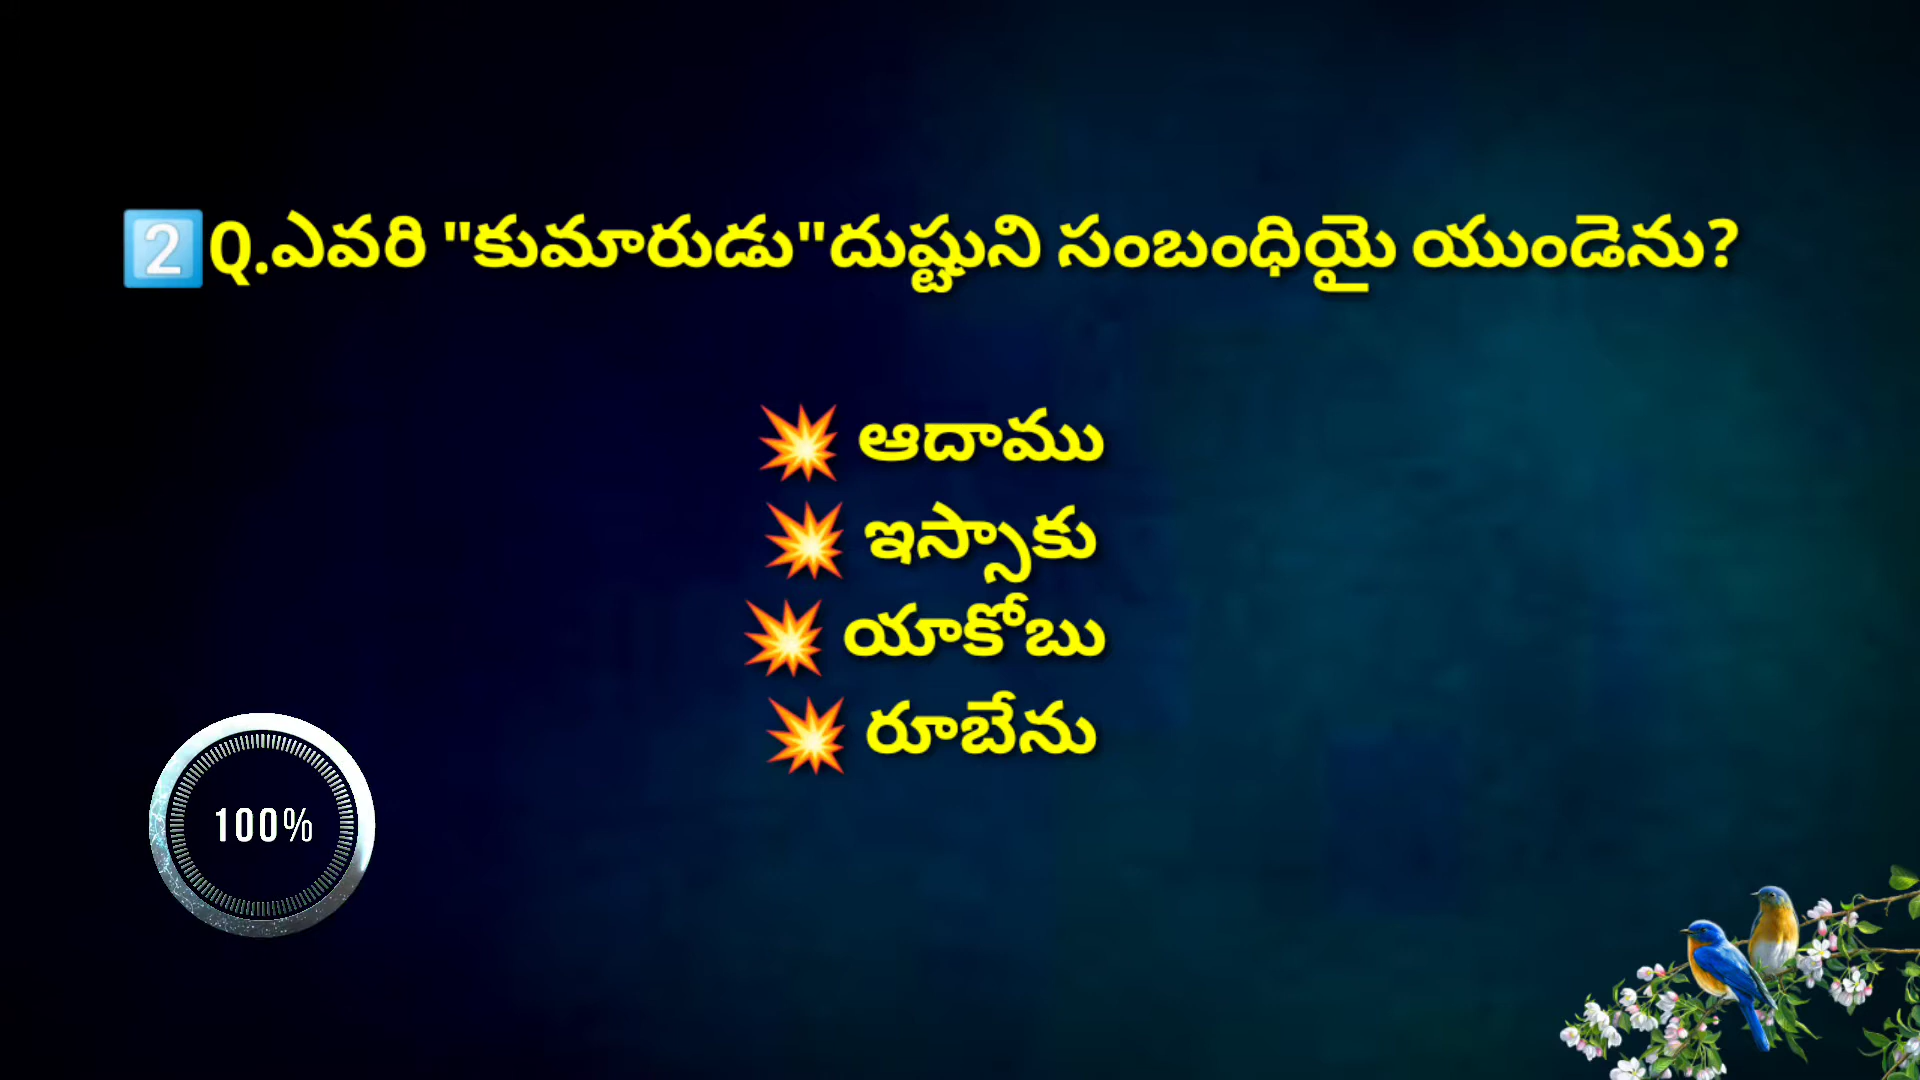 2️⃣Q.ఎవరి "కుమారుడు"దుష్టుని సంబంధియై యుండెను?
💥 ఆదాము
💥 ఇస్సాకు
💥 యాకోబు
💥 రూబేను
100%